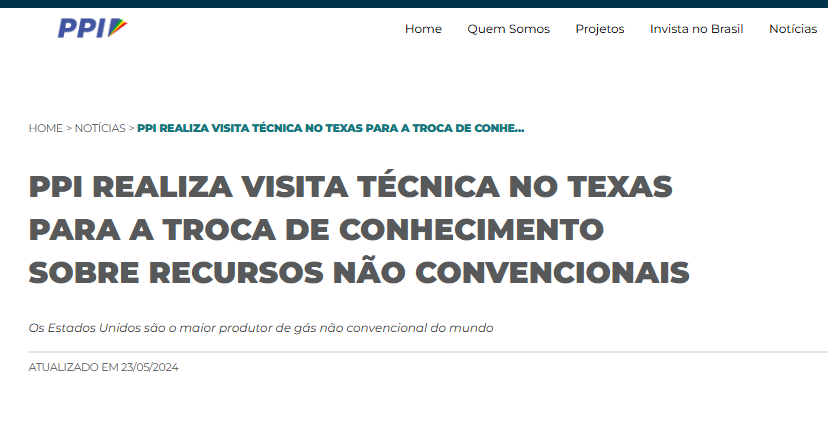 PPI
Home Quem Somos Projetos Invista no Brasil Notícias
HOME > NOTÍCIAS > PPI REALIZA VISITA TÉCNICA NO TEXAS PARA A TROCA DE CONHE...
PPI REALIZA VISITA TÉCNICA NO TEXAS
PARA A TROCA DE CONHECIMENTO
SOBRE RECURSOS NÃO CONVENCIONAIS
Os Estados Unidos são o maior produtor de gás não convencional do mundo
ATUALIZADO EM 23/05/2024